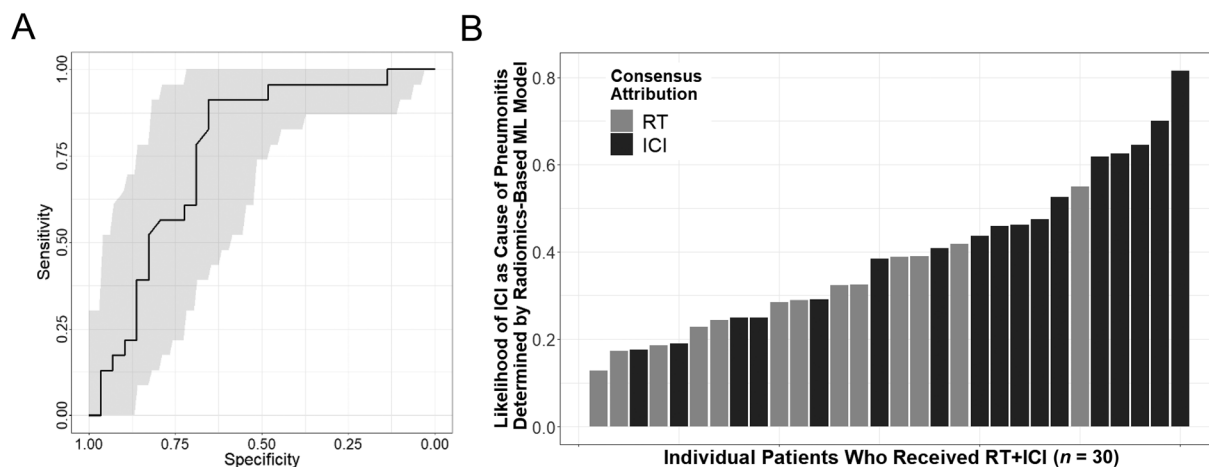 A
Sensitivity
1.00
0.75
0.50
0.25
0.00
1.00 0.75 0.50 0.25 0.00
Specificity
B
Likelihood of ICI as Cause of Pneumonitis
Determined by Radiomics-Based ML Model
0.8
0.6
0.4
0.2
0.0
Consensus
Attribution
RT
ICI
Individual Patients Who Received RT+ICI (n = 30)